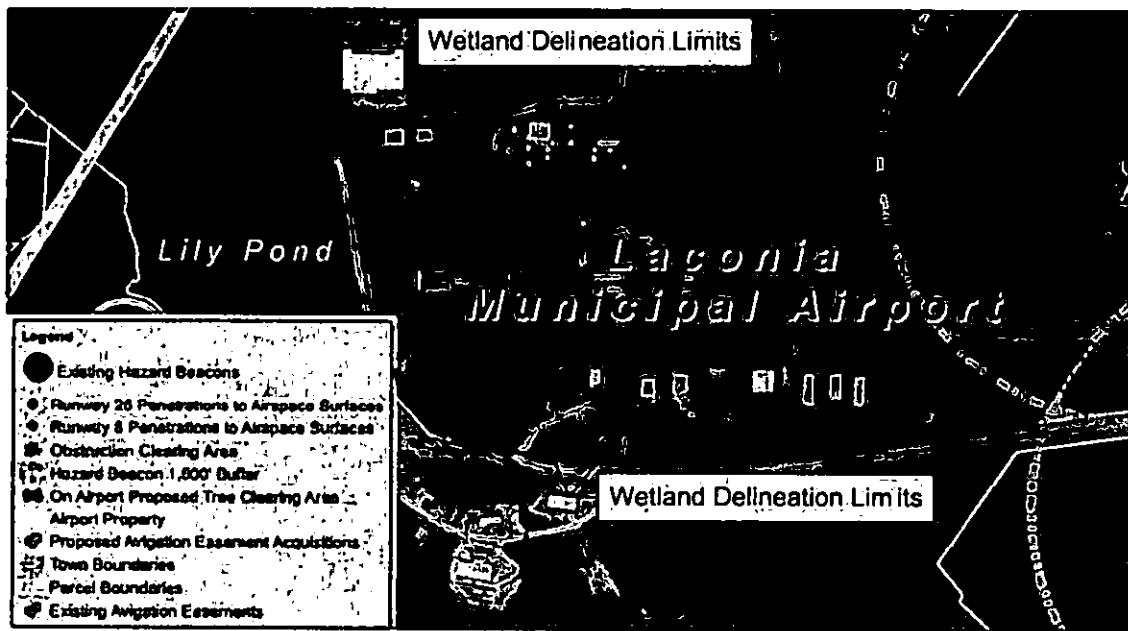 Wetland Delineation Limits
Lily Pond
Laconia
Municipal Airport
Legend
Existing Hazard Beacons
Runway 26 Penetrations to Airspace Surfaces
Runway 8 Penetrations to Airspace Surfaces
Obstruction Clearing Area
Hazard Beacon 1,600' Buffer
On Airport Proposed Tree Clearing Area
Airport Property
Proposed Avigation Easement Acquisitions
Town Boundaries
Parcel Boundaries
Existing Avigation Easements
Wetland Delineation Limits